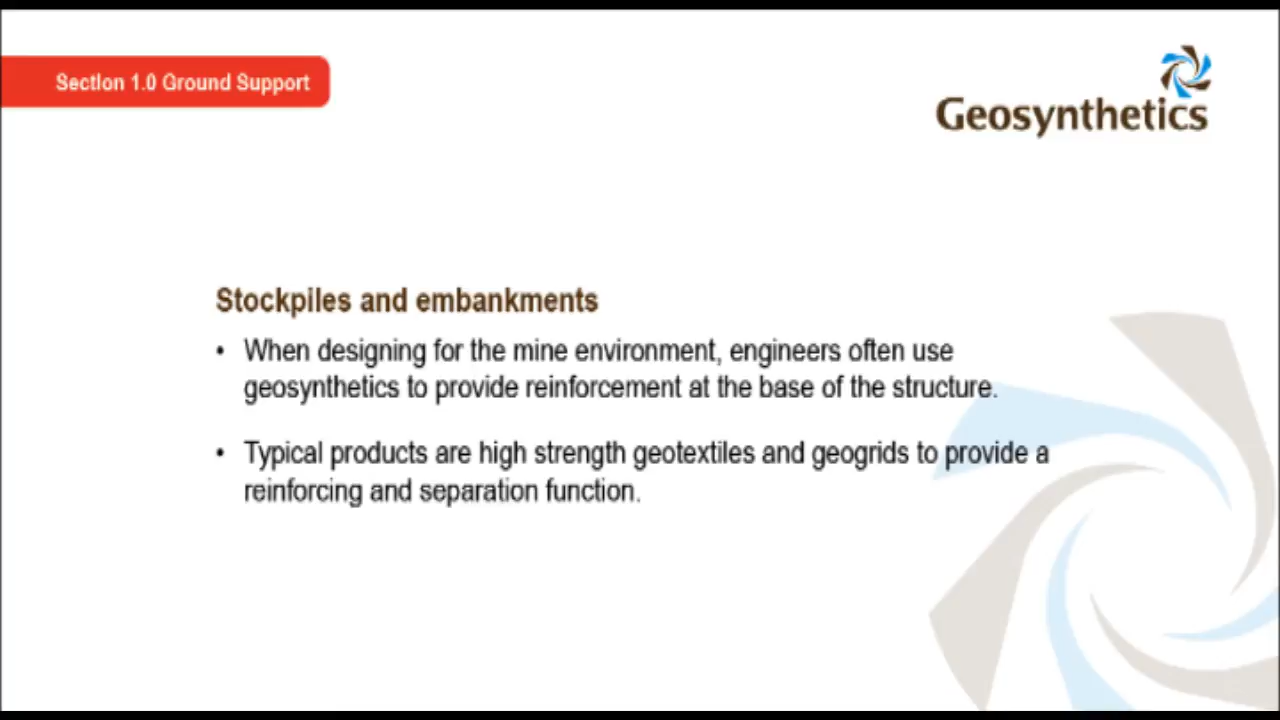 Section 1.0 Ground Support
Geosynthetics
Stockpiles and embankments
• When designing for the mine environment, engineers often use
geosynthetics to provide reinforcement at the base of the structure.
• Typical products are high strength geotextiles and geogrids to provide a
reinforcing and separation function.